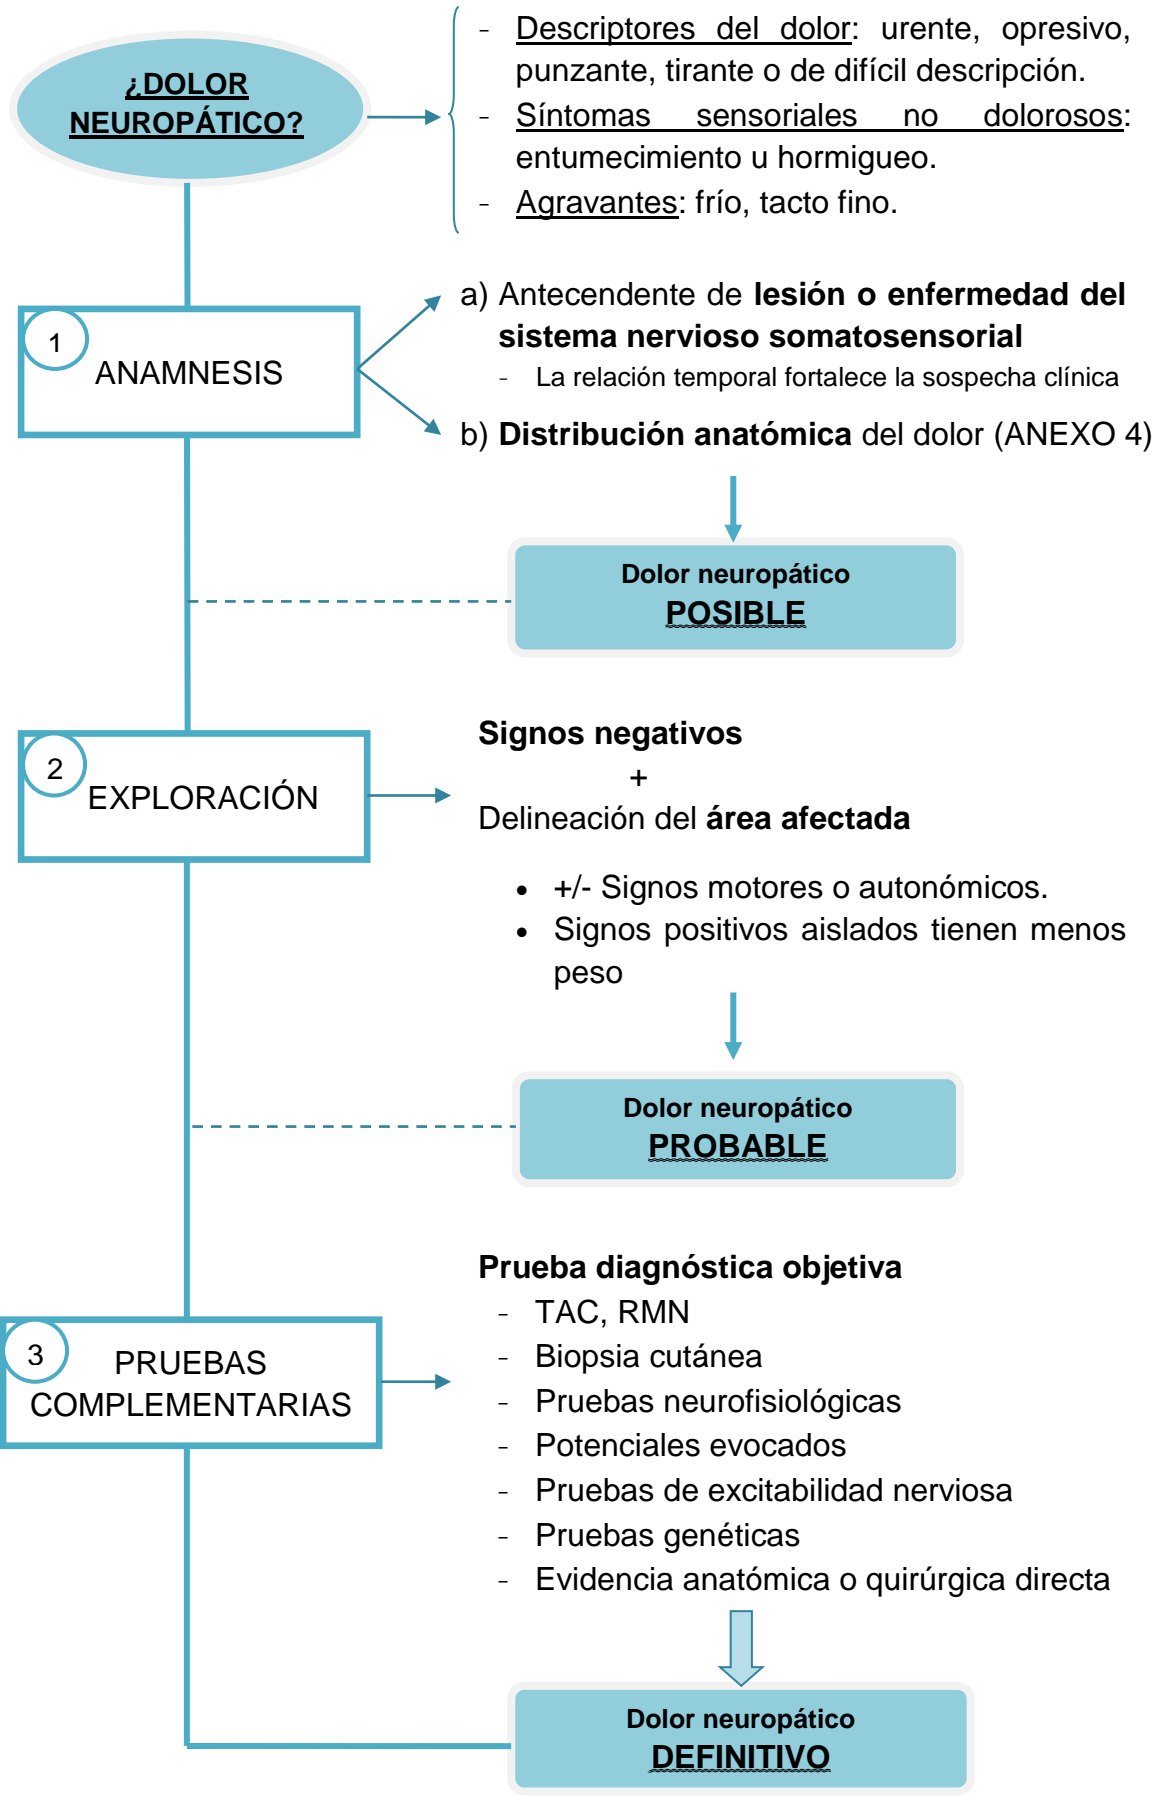 ¿DOLOR
NEUROPÁTICO?
- Descriptores del dolor: urente, opresivo,
punzante, tirante o de difícil descripción.
- Síntomas sensoriales no dolorosos:
entumecimiento u hormigueo.
- Agravantes: frío, tacto fino.
1
ANAMNESIS
a) Antecendente de lesión o enfermedad del
sistema nervioso somatosensorial
- La relación temporal fortalece la sospecha clínica
b) Distribución anatómica del dolor (ANEXO 4)
Dolor neuropático
POSIBLE
2
EXPLORACIÓN
Signos negativos
+
Delineación del área afectada
• +/- Signos motores o autonómicos.
• Signos positivos aislados tienen menos
peso
Dolor neuropático
PROBABLE
3
PRUEBAS
COMPLEMENTARIAS
Prueba diagnóstica objetiva
- TAC, RMN
- Biopsia cutánea
- Pruebas neurofisiológicas
- Potenciales evocados
- Pruebas de excitabilidad nerviosa
- Pruebas genéticas
- Evidencia anatómica o quirúrgica directa
Dolor neuropático
DEFINITIVO